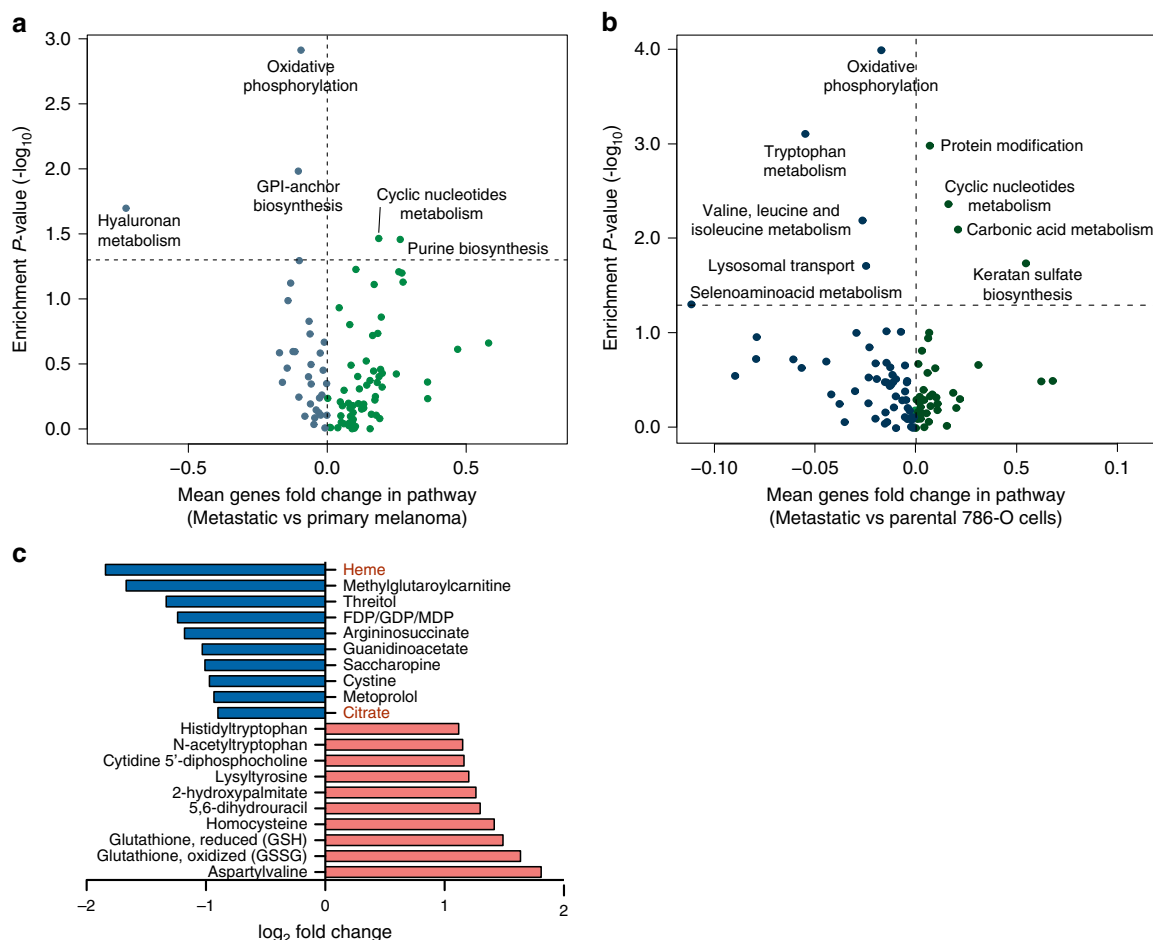 a
3.0
2.5
2.0
1.5
1.0
0.5
0.0
Enrichment P-value (-log10)
Oxidative
phosphorylation
GPI-anchor
biosynthesis
Hyaluronan
metabolism
Cyclic nucleotides
metabolism
Purine biosynthesis
−0.5
0.0
0.5
Mean genes fold change in pathway
(Metastatic vs primary melanoma)
b
4.0
3.0
2.0
1.0
0.0
Enrichment P-value (-log10)
Oxidative
phosphorylation
Tryptophan
metabolism
Protein modification
Cyclic nucleotides
metabolism
Valine, leucine and
isoleucine metabolism
Carbonic acid metabolism
Lysosomal transport
Keratan sulfate
biosynthesis
Selenoaminoacid metabolism
−0.10
−0.05
0.00
0.05
0.1
Mean genes fold change in pathway
(Metastatic vs parental 786-O cells)
c
Heme
Methylglutaroylcarnitine
Threitol
FDP/GDP/MDP
Argininosuccinate
Guanidinoacetate
Saccharopine
Cystine
Metoprolol
Citrate
Histidyltryptophan
N-acetyltryptophan
Cytidine 5'-diphosphocholine
Lysyltyrosine
2-hydroxypalmitate
5,6-dihydrouracil
Homocysteine
Glutathione, reduced (GSH)
Glutathione, oxidized (GSSG)
Aspartylvaline
−2
−1
0
1
2
log2 fold change